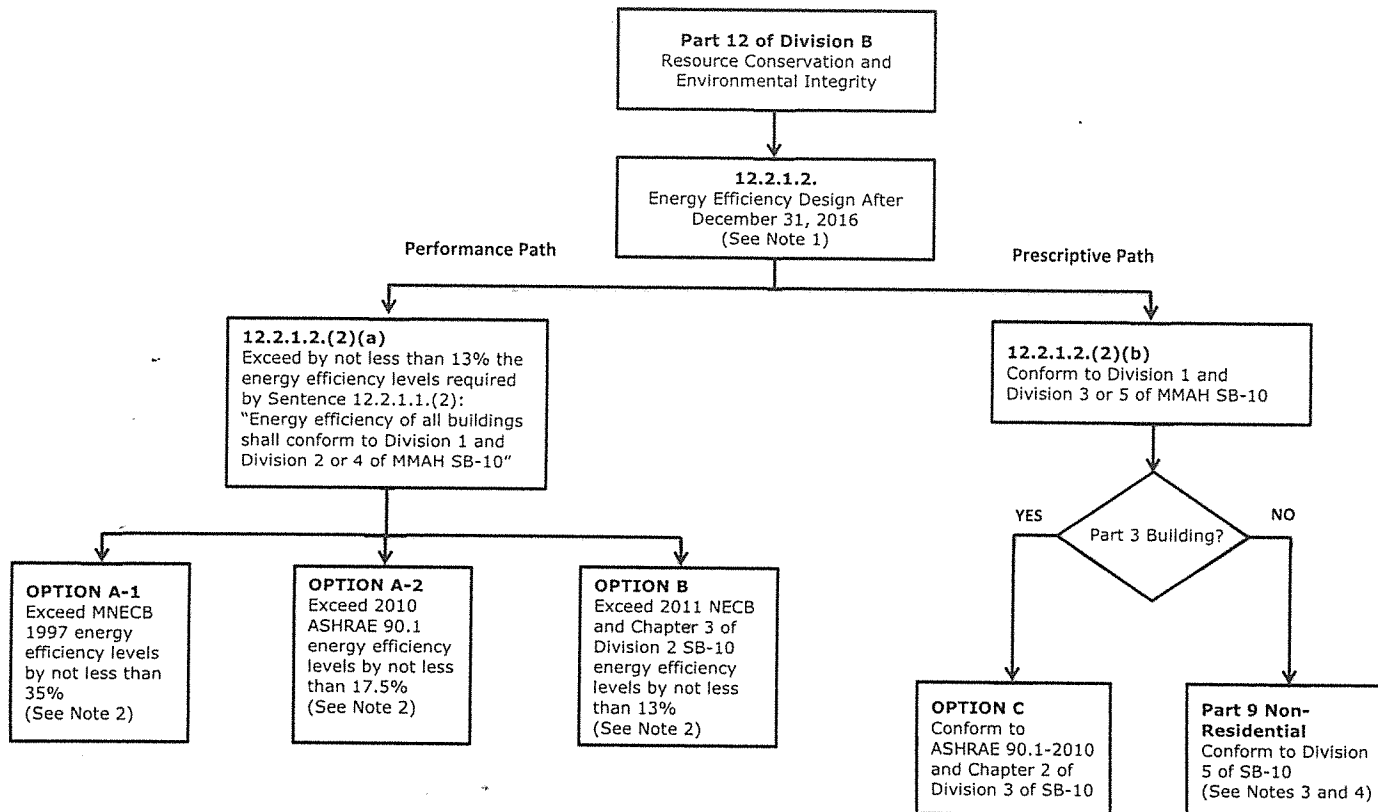 Part 12 of Division B
Resource Conservation and
Environmental Integrity
12.2.1.2.
Energy Efficiency Design After
December 31, 2016
(See Note 1)
Performance Path
Prescriptive Path
12.2.1.2.(2)(a)
Exceed by not less than 13% the
energy efficiency levels required
by Sentence 12.2.1.1.(2):
“Energy efficiency of all buildings
shall conform to Division 1 and
Division 2 or 4 of MMAH SB-10”
12.2.1.2.(2)(b)
Conform to Division 1 and
Division 3 or 5 of MMAH SB-10
YES
Part 3 Building?
NO
OPTION A-1
Exceed MNECB
1997 energy
efficiency levels
by not less than
35%
(See Note 2)
OPTION A-2
Exceed 2010
ASHRAE 90.1
energy efficiency
levels by not less
than 17.5%
(See Note 2)
OPTION B
Exceed 2011 NECB
and Chapter 3 of
Division 2 SB-10
energy efficiency
levels by not less
than 13%
(See Note 2)
OPTION C
Conform to
ASHRAE 90.1-2010
and Chapter 2 of
Division 3 of SB-10
Part 9 Non-
Residential
Conform to Division
5 of SB-10
(See Notes 3 and 4)